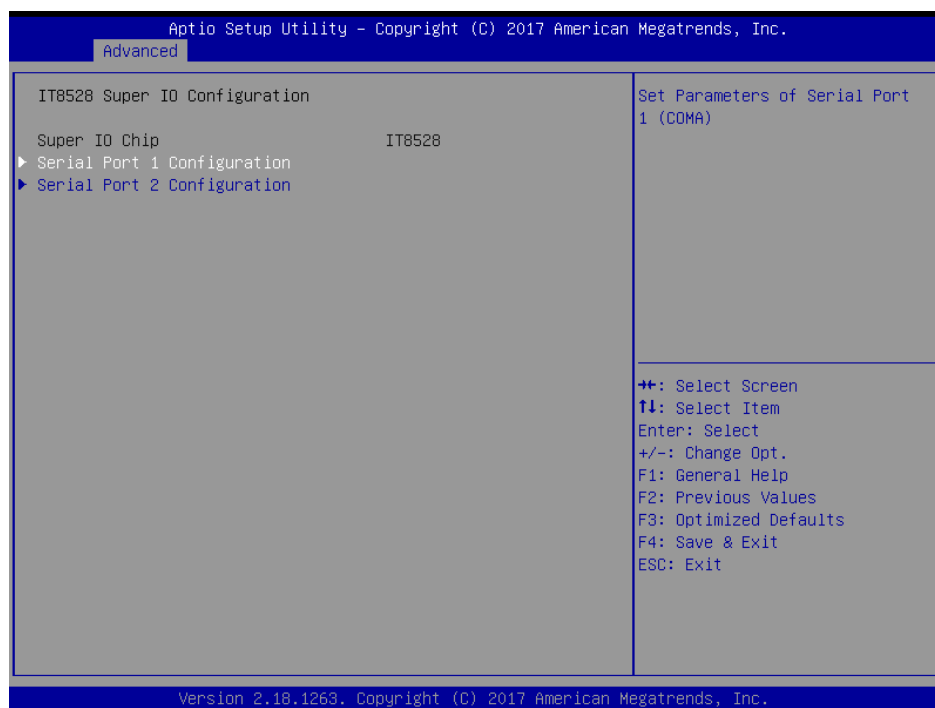 Aptio Setup Utility – Copyright (C) 2017 American Megatrends, Inc.
Advanced
IT8528 Super IO Configuration
Super IO Chip IT8528
▶ Serial Port 1 Configuration
▶ Serial Port 2 Configuration
Set Parameters of Serial Port
1 (COMA)
→←: Select Screen
↑↓: Select Item
Enter: Select
+/-: Change Opt.
F1: General Help
F2: Previous Values
F3: Optimized Defaults
F4: Save & Exit
ESC: Exit
Version 2.18.1263. Copyright (C) 2017 American Megatrends, Inc.